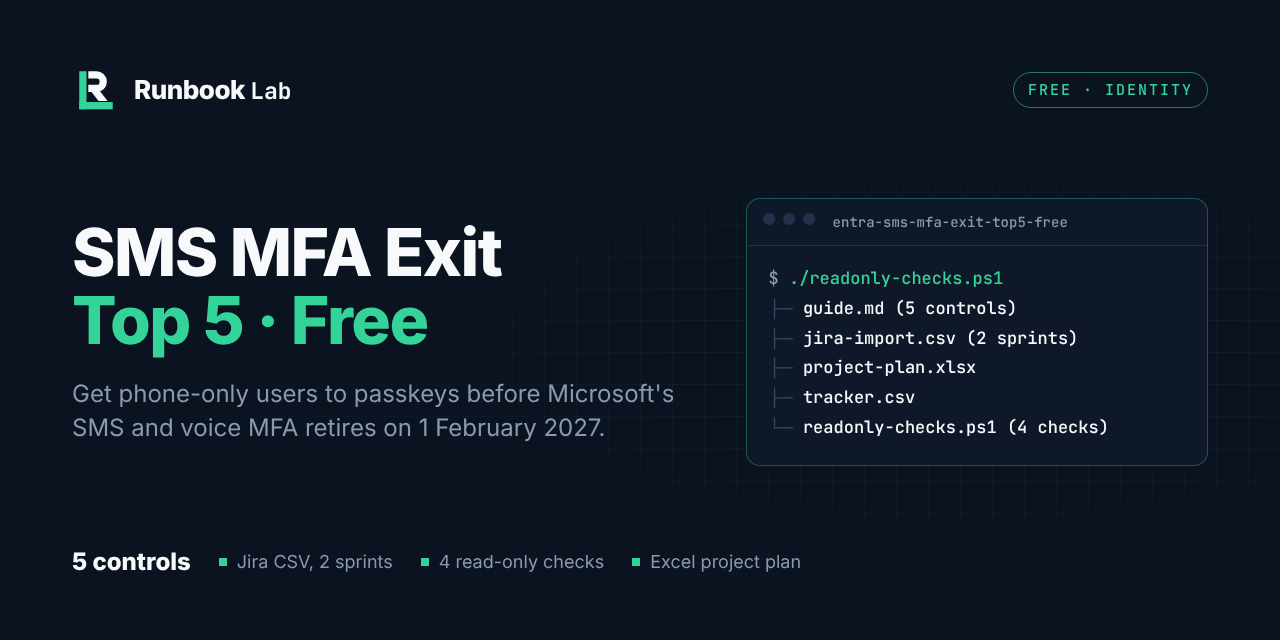 Runbook Lab
FREE · IDENTITY
SMS MFA Exit
Top 5 · Free
Get phone-only users to passkeys before Microsoft's
SMS and voice MFA retires on 1 February 2027.
entra-sms-mfa-exit-top5-free
$ ./readonly-checks.ps1
├─ guide.md (5 controls)
├─ jira-import.csv (2 sprints)
├─ project-plan.xlsx
├─ tracker.csv
└─ readonly-checks.ps1 (4 checks)
5 controls
Jira CSV, 2 sprints
4 read-only checks
Excel project plan